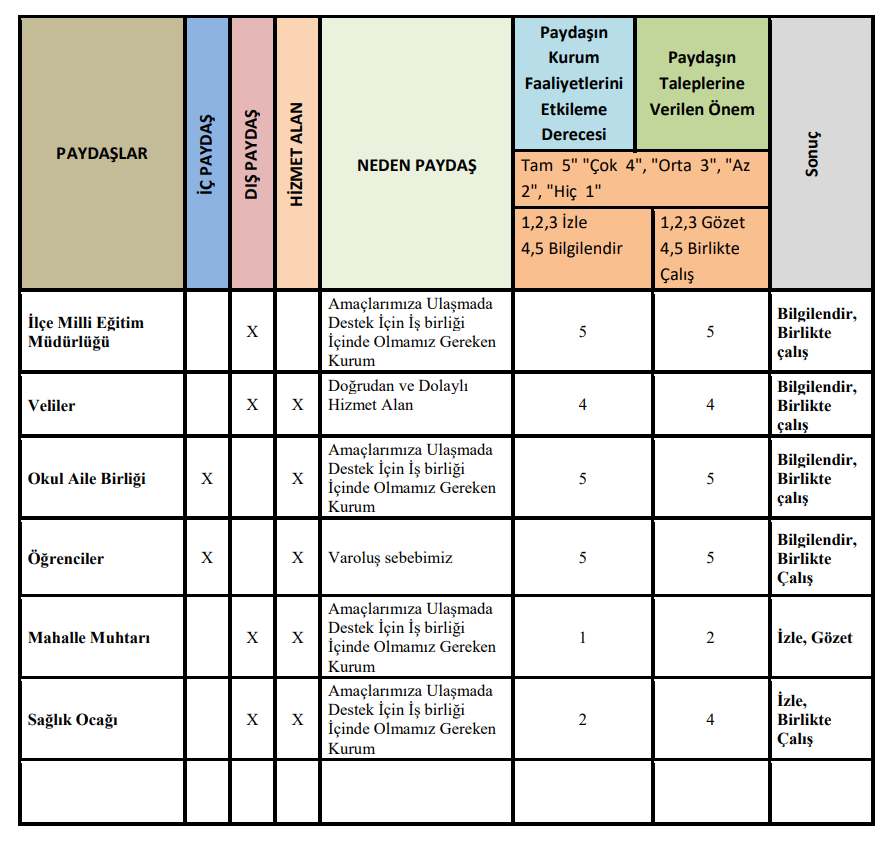 PAYDAŞLAR
İÇ PAYDAŞ
DIŞ PAYDAŞ
HİZMET ALAN
NEDEN PAYDAŞ
Paydaşın
Kurum
Faaliyetlerini
Etkileme
Derecesi
Paydaşın
Taleplerine
Verilen Önem
Sonuç
Tam 5" "Çok 4", "Orta 3", "Az
2", "Hiç 1"
1,2,3 İzle
4,5 Bilgilendir
1,2,3 Gözet
4,5 Birlikte
Çalış
İlçe Milli Eğitim
Müdürlüğü
X
Amaçlarımıza Ulaşmada
Destek İçin İş birliği
İçinde Olmamız Gereken
Kurum
5
5
Bilgilendir,
Birlikte
çalış
Veliler
X
X
Doğrudan ve Dolaylı
Hizmet Alan
4
4
Bilgilendir,
Birlikte
çalış
Okul Aile Birliği
X
X
Amaçlarımıza Ulaşmada
Destek İçin İş birliği
İçinde Olmamız Gereken
Kurum
5
5
Bilgilendir,
Birlikte
çalış
Öğrenciler
X
X
Varoluş sebebimiz
5
5
Bilgilendir,
Birlikte
Çalış
Mahalle Muhtarı
X
X
Amaçlarımıza Ulaşmada
Destek İçin İş birliği
İçinde Olmamız Gereken
Kurum
1
2
İzle, Gözet
Sağlık Ocağı
X
X
Amaçlarımıza Ulaşmada
Destek İçin İş birliği
İçinde Olmamız Gereken
Kurum
2
4
İzle,
Birlikte
Çalış